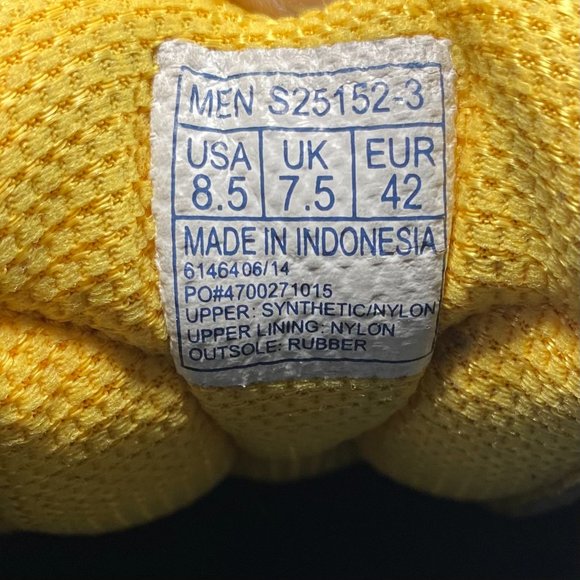 MEN S25152-3
USA UK EUR
8.5 7.5 42
MADE IN INDONESIA
6146406/14
PO#4700271015
UPPER: SYNTHETIC/NYLON
UPPER LINING: NYLON
OUTSOLE: RUBBER